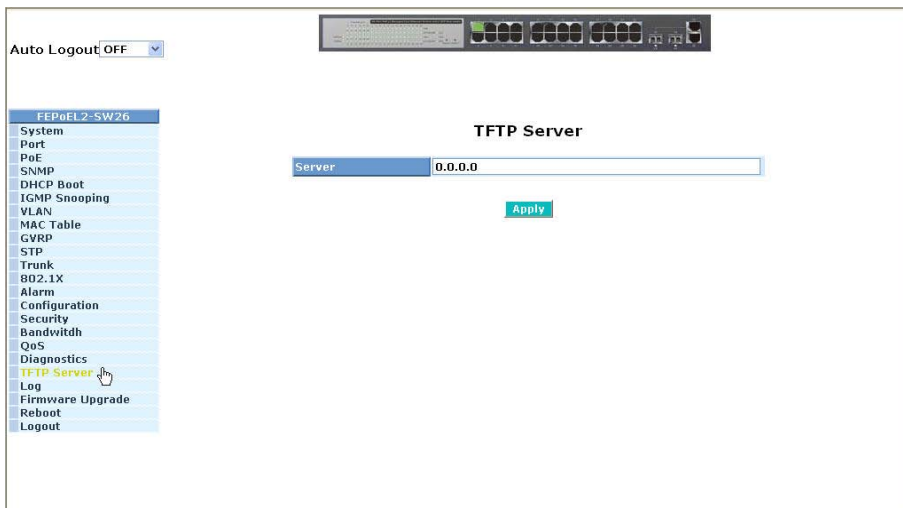 Auto Logout OFF
FEPoEL2-SW26
System
Port
PoE
SNMP
DHCP Boot
IGMP Snooping
VLAN
MAC Table
GVRP
STP
Trunk
802.1X
Alarm
Configuration
Security
Bandwitdh
QoS
Diagnostics
TFTP Server
Log
Firmware Upgrade
Reboot
Logout
TFTP Server
Server 0.0.0.0
Apply